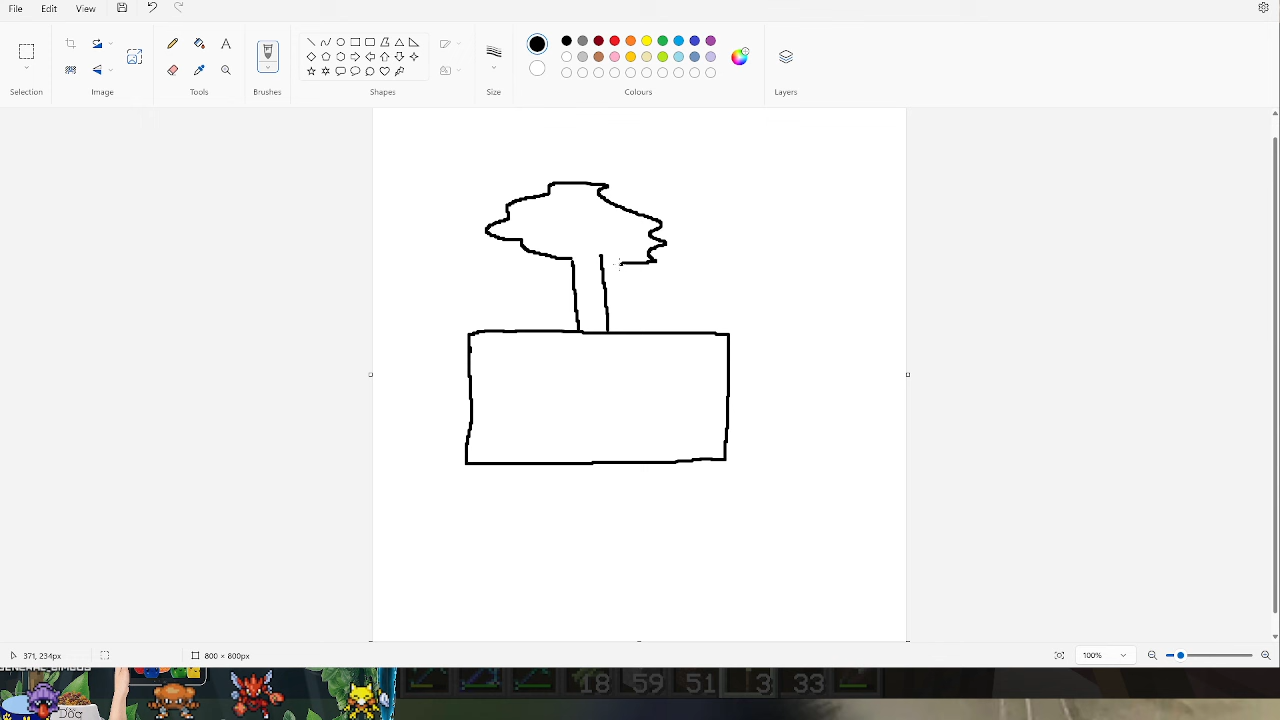 File Edit View
Selection Image Tools Brushes Shapes Size Colours Layers
371, 234px 800 × 800px 100%
18 59 51 3 33